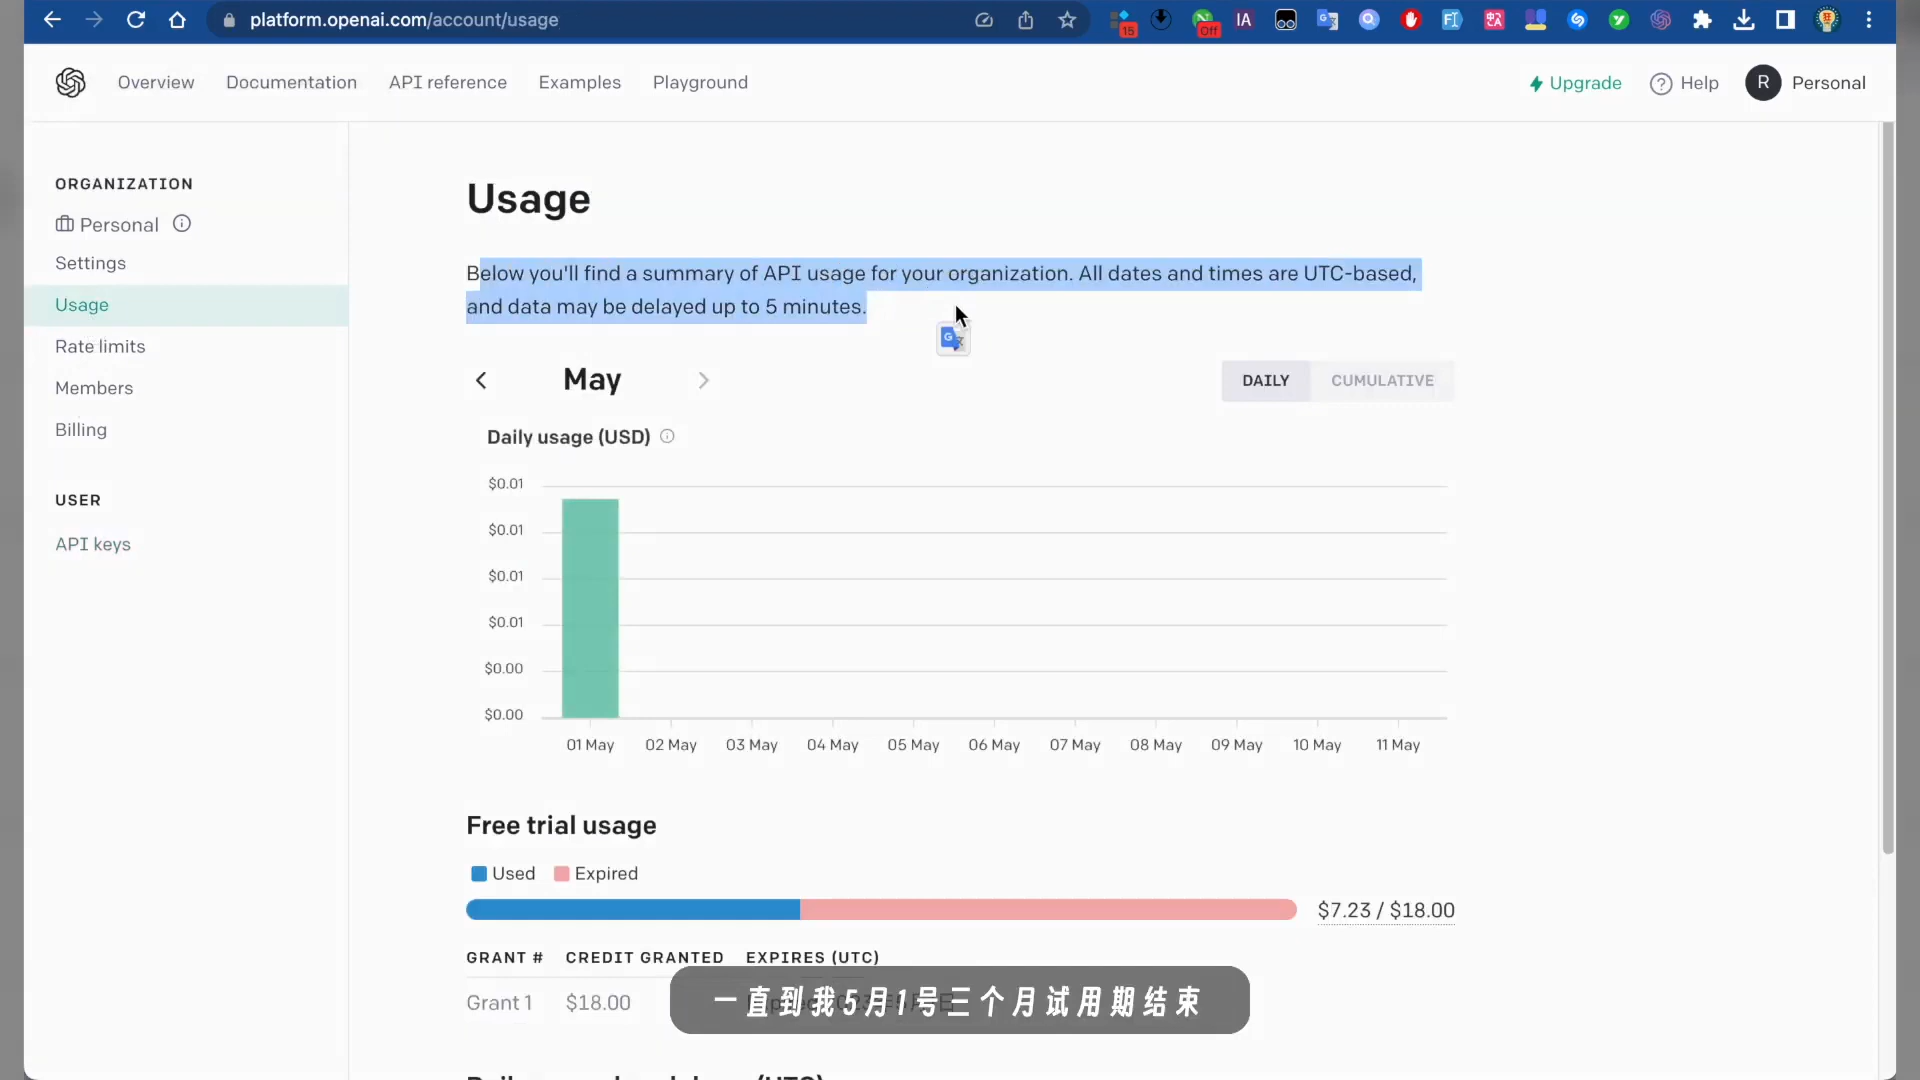 platform.openai.com/account/usage
15
Off
IA
Overview
Documentation
API reference
Examples
Playground
Upgrade
Help
R
Personal
ORGANIZATION
Personal
Settings
Usage
Rate limits
Members
Billing
USER
API keys
Usage
Below you'll find a summary of API usage for your organization. All dates and times are UTC-based,
and data may be delayed up to 5 minutes.
May
DAILY
CUMULATIVE
Daily usage (USD)
$0.01
$0.01
$0.01
$0.01
$0.00
$0.00
01 May
02 May
03 May
04 May
05 May
06 May
07 May
08 May
09 May
10 May
11 May
Free trial usage
Used
Expired
$7.23 / $18.00
GRANT #
CREDIT GRANTED
EXPIRES (UTC)
Grant 1
$18.00
一直到我5月1号三个月试用期结束
(UTC)